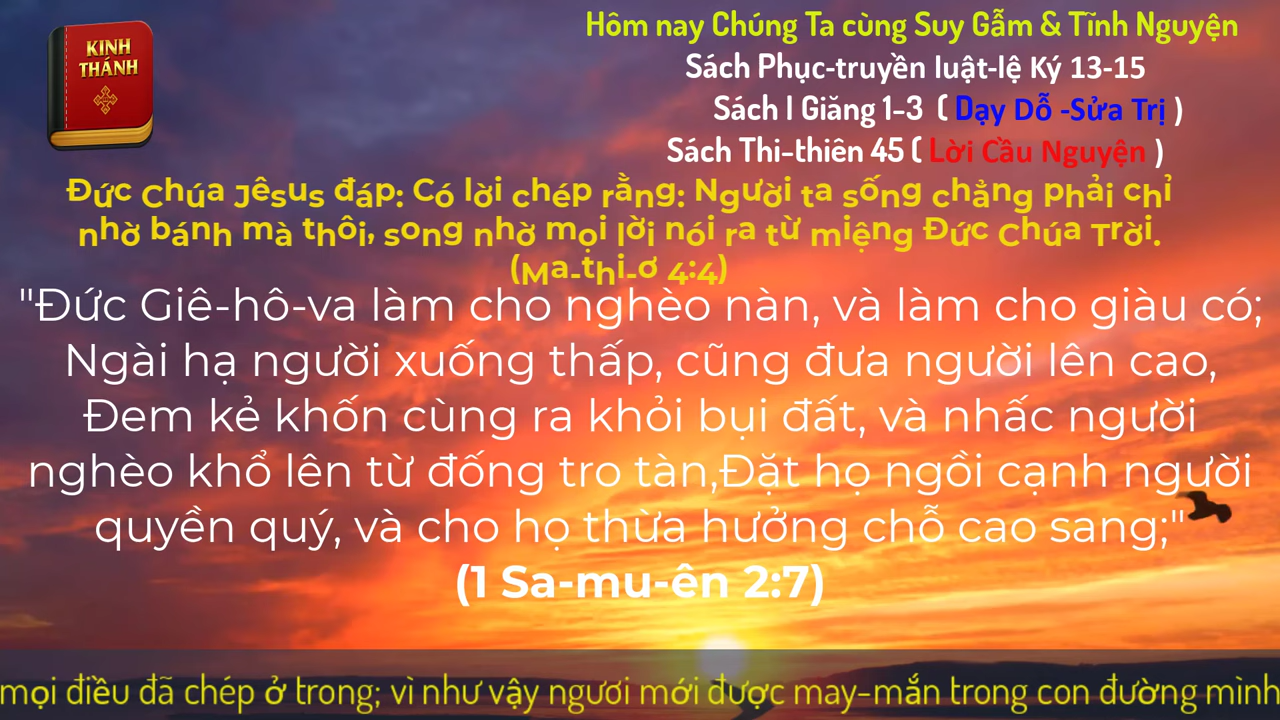 KINH
THÁNH
Hôm nay Chúng Ta cùng Suy Gẫm & Tĩnh Nguyện
Sách Phục-truyền luật-lệ Ký 13-15
Sách I Giăng 1-3 ( Dạy Dỗ -Sửa Trị )
Sách Thi-thiên 45 ( Lời Cầu Nguyện )
Đức Chúa Jêsus đáp: Có lời chép rằng: Người ta sống chẳng phải chỉ
nhờ bánh mà thôi, song nhờ mọi lời nói ra từ miệng Đức Chúa Trời.
(Ma-thi-ơ 4:4)
"Đức Giê-hô-va làm cho nghèo nàn, và làm cho giàu có;
Ngài hạ người xuống thấp, cũng đưa người lên cao,
Đem kẻ khốn cùng ra khỏi bụi đất, và nhấc người
nghèo khổ lên từ đống tro tàn,Đặt họ ngồi cạnh người
quyền quý, và cho họ thừa hưởng chỗ cao sang;"
(1 Sa-mu-ên 2:7)
mọi điều đã chép ở trong; vì như vậy ngươi mới được may-mắn trong con đường mình